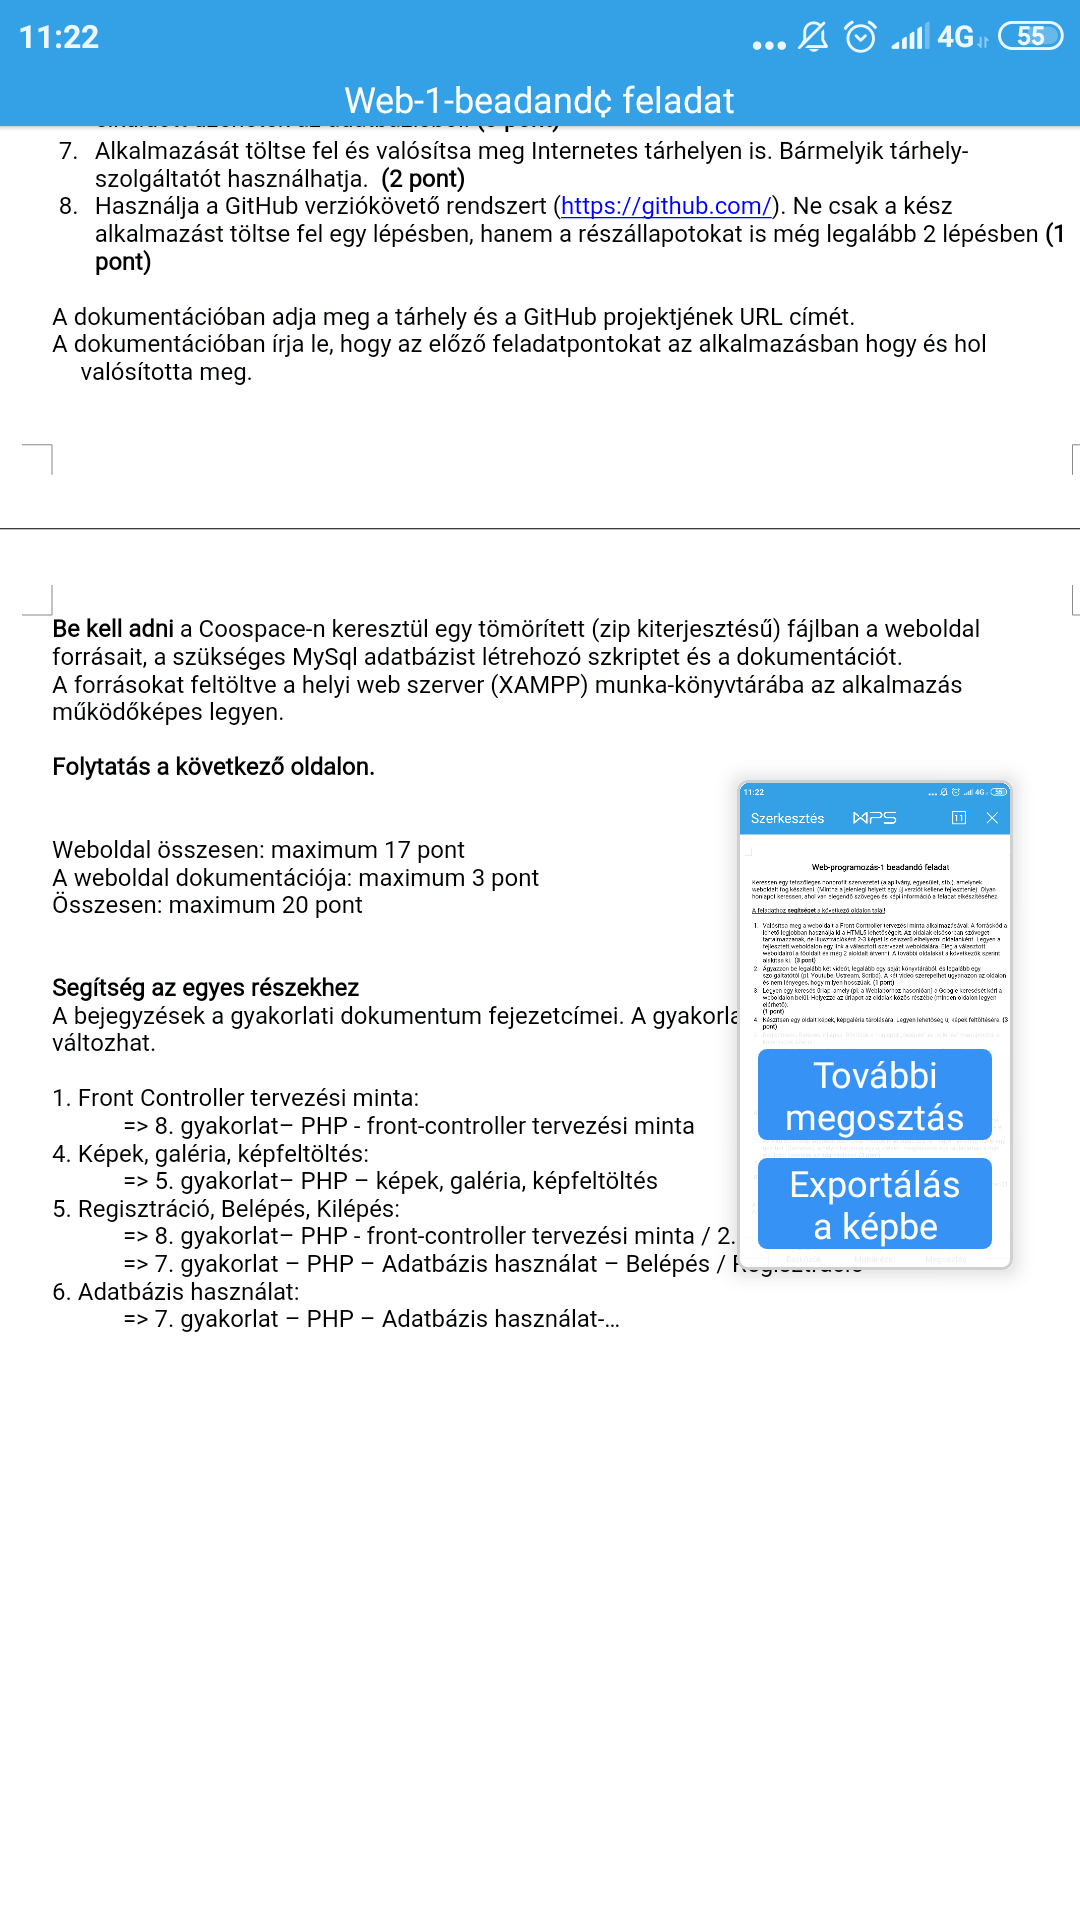 11:22
4G 55
Web-1-beadand¢ feladat
7. Alkalmazását töltse fel és valósítsa meg Internetes tárhelyen is. Bármelyik tárhely-
szolgáltatót használhatja. (2 pont)
8. Használja a GitHub verziókövető rendszert (https://github.com/). Ne csak a kész
alkalmazást töltse fel egy lépésben, hanem a részállapotokat is még legalább 2 lépésben (1
pont)
A dokumentációban adja meg a tárhely és a GitHub projektjének URL címét.
A dokumentációban írja le, hogy az előző feladatpontokat az alkalmazásban hogy és hol
valósította meg.
Be kell adni a Coospace-n keresztül egy tömörített (zip kiterjesztésű) fájlban a weboldal
forrásait, a szükséges MySql adatbázist létrehozó szkriptet és a dokumentációt.
A forrásokat feltöltve a helyi web szerver (XAMPP) munka-könyvtárába az alkalmazás
működőképes legyen.
Folytatás a következő oldalon.
Weboldal összesen: maximum 17 pont
A weboldal dokumentációja: maximum 3 pont
Összesen: maximum 20 pont
Segítség az egyes részekhez
A bejegyzések a gyakorlati dokumentum fejezetcímei. A gyakorla
változhat.
1. Front Controller tervezési minta:
=> 8. gyakorlat– PHP - front-controller tervezési minta
4. Képek, galéria, képfeltöltés:
=> 5. gyakorlat– PHP – képek, galéria, képfeltöltés
5. Regisztráció, Belépés, Kilépés:
=> 8. gyakorlat– PHP - front-controller tervezési minta / 2.
=> 7. gyakorlat – PHP – Adatbázis használat – Belépés / Regisztráció
6. Adatbázis használat:
=> 7. gyakorlat – PHP – Adatbázis használat-...
11:22
4G 55
Szerkesztés WPS 11
Web-programozás-1 beadandó feladat
A feladathoz segítséget a következő oldalon talál!
További
megosztás
Exportálás
a képbe